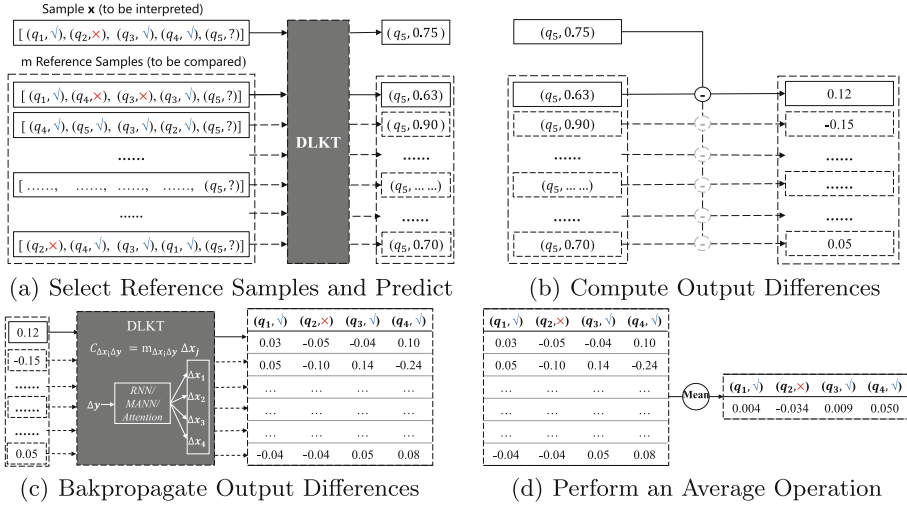 Sample x (to be interpreted)
[ (q₁,√), (q₂,×), (q₃,√), (q₄,√), (q₅,?)]
(q₅, 0.75)
m Reference Samples (to be compared)
[ (q₁,√), (q₄,×), (q₃,×), (q₃,√), (q₅,?)]
(q₅, 0.63)
[ (q₄,√), (q₅,√), (q₃,√), (q₂,√), (q₅,?)]
(q₅, 0.90)
DLKT
......
......
[ ......, ......, ......, ......, (q₅,?)]
(q₅, ... ...)
......
......
[ (q₂,×), (q₄,√), (q₃,√), (q₁,√), (q₅,?)]
(q₅, 0.70)
(a) Select Reference Samples and Predict
(q₅, 0.75)
(q₅, 0.63)
-
0.12
(q₅, 0.90)
-
-0.15
......
-
......
(q₅, ... ...)
-
......
......
-
......
(q₅, 0.70)
-
0.05
(b) Compute Output Differences
0.12
-0.15
......
......
......
0.05
DLKT
C_{Δx₁Δy} = m_{Δx₁Δy} Δx_j
Δy
RNN/
MANN/
Attention
Δx₁
Δx₂
Δx₃
Δx₄
(q₁,√) (q₂,×) (q₃,√) (q₄,√)
0.03 -0.05 -0.04 0.10
0.05 -0.10 0.14 -0.24
... ... ... ...
... ... ... ...
... ... ... ...
-0.04 -0.04 0.05 0.08
(c) Bakpropagate Output Differences
(q₁,√) (q₂,×) (q₃,√) (q₄,√)
0.03 -0.05 -0.04 0.10
0.05 -0.10 0.14 -0.24
... ... ... ...
... ... ... ...
... ... ... ...
-0.04 -0.04 0.05 0.08
Mean
(q₁,√) (q₂,×) (q₃,√) (q₄,√)
0.004 -0.034 0.009 0.050
(d) Perform an Average Operation